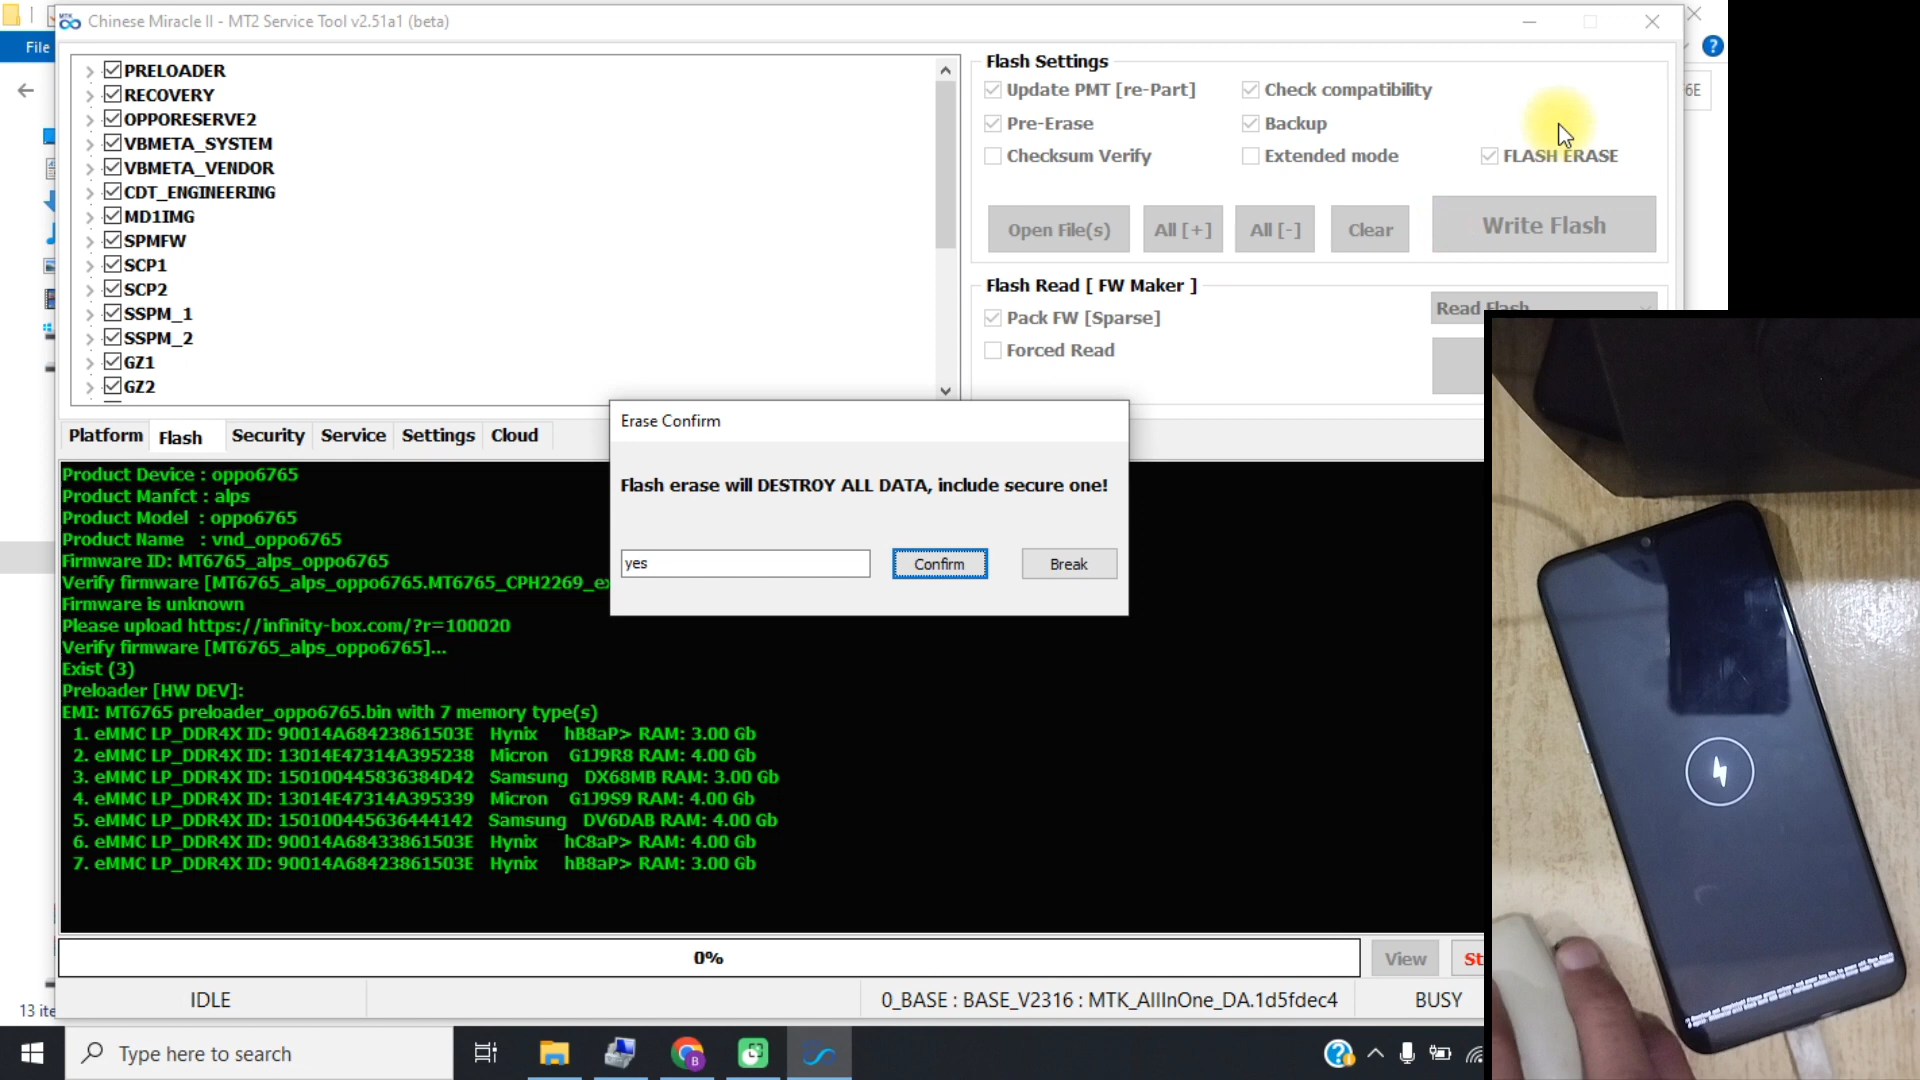 File
MTK
Chinese Miracle II - MT2 Service Tool v2.51a1 (beta)
PRELOADER
RECOVERY
OPPORESERVE2
VBMETA_SYSTEM
VBMETA_VENDOR
CDT_ENGINEERING
MD1IMG
SPMFW
SCP1
SCP2
SSPM_1
SSPM_2
GZ1
GZ2
Flash Settings
Update PMT [re-Part]
Check compatibility
Pre-Erase
Backup
Checksum Verify
Extended mode
FLASH ERASE
Open File(s)
All [+]
All [-]
Clear
Write Flash
Flash Read [ FW Maker ]
Pack FW [Sparse]
Read Flash
Forced Read
6E
Platform Flash Security Service Settings Cloud
Erase Confirm
Flash erase will DESTROY ALL DATA, include secure one!
yes
Confirm
Break
Product Device : oppo6765
Product Manfct : alps
Product Model : oppo6765
Product Name : vnd_oppo6765
Firmware ID: MT6765_alps_oppo6765
Verify firmware [MT6765_alps_oppo6765.MT6765_CPH2269_ex
Firmware is unknown
Please upload https://infinity-box.com/?r=100020
Verify firmware [MT6765_alps_oppo6765]...
Exist (3)
Preloader [HW DEV]:
EMI: MT6765 preloader_oppo6765.bin with 7 memory type(s)
1. eMMC LP_DDR4X ID: 90014A68423861503E Hynix hB8aP> RAM: 3.00 Gb
2. eMMC LP_DDR4X ID: 13014E47314A395238 Micron G1J9R8 RAM: 4.00 Gb
3. eMMC LP_DDR4X ID: 150100445836384D42 Samsung DX68MB RAM: 3.00 Gb
4. eMMC LP_DDR4X ID: 13014E47314A395339 Micron G1J9S9 RAM: 4.00 Gb
5. eMMC LP_DDR4X ID: 150100445636444142 Samsung DV6DAB RAM: 4.00 Gb
6. eMMC LP_DDR4X ID: 90014A68433861503E Hynix hC8aP> RAM: 4.00 Gb
7. eMMC LP_DDR4X ID: 90014A68423861503E Hynix hB8aP> RAM: 3.00 Gb
0%
View
St
13 ite
IDLE
0_BASE : BASE_V2316 : MTK_AllInOne_DA.1d5fdec4
BUSY
Type here to search
B